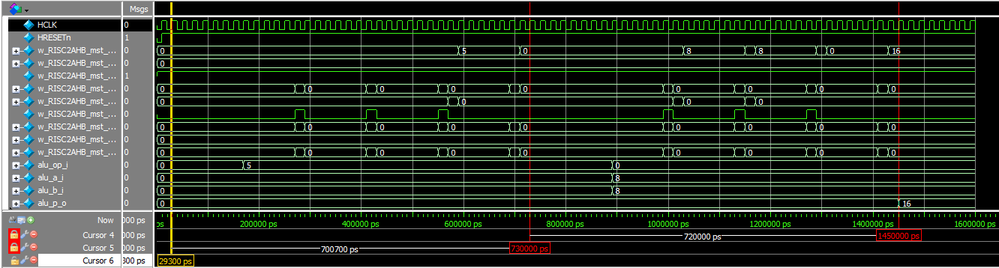 Msgs
HCLK 0
HRESETn 1
w_RISC2AHB_mst_... 0 0 5 0 8 8 0 16
w_RISC2AHB_mst_... 0 0
w_RISC2AHB_mst_... 1
w_RISC2AHB_mst_... 0 0 0 0 0 0 0 0 0 0
w_RISC2AHB_mst_... 0 0 0 0 0
w_RISC2AHB_mst_... 0
w_RISC2AHB_mst_... 0 0 0 0 0 0 0 0 0 0
w_RISC2AHB_mst_... 0 0
w_RISC2AHB_mst_... 0 0 0 0 0 0 0 0 0 0
alu_op_i 0 0 5 0
alu_a_i 0 0 8
alu_b_i 0 0 8
alu_p_o 0 0 16
Now 000 ps ps 200000 ps 400000 ps 600000 ps 800000 ps 1000000 ps 1200000 ps 1400000 ps 1600000 ps
Cursor 4 000 ps 720000 ps 1450000 ps
Cursor 5 000 ps 700700 ps 730000 ps
Cursor 6 300 ps 29300 ps